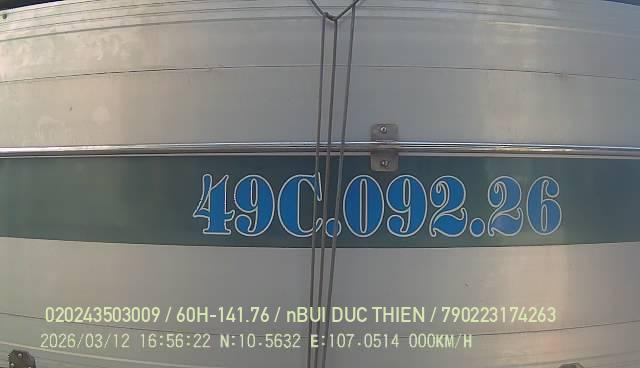 49C.092.26
020243503009 / 60H-141.76 / nBUI DUC THIEN / 790223174263
2026/03/12 16:56:22 N:10.5632 E:107.0514 000KM/H